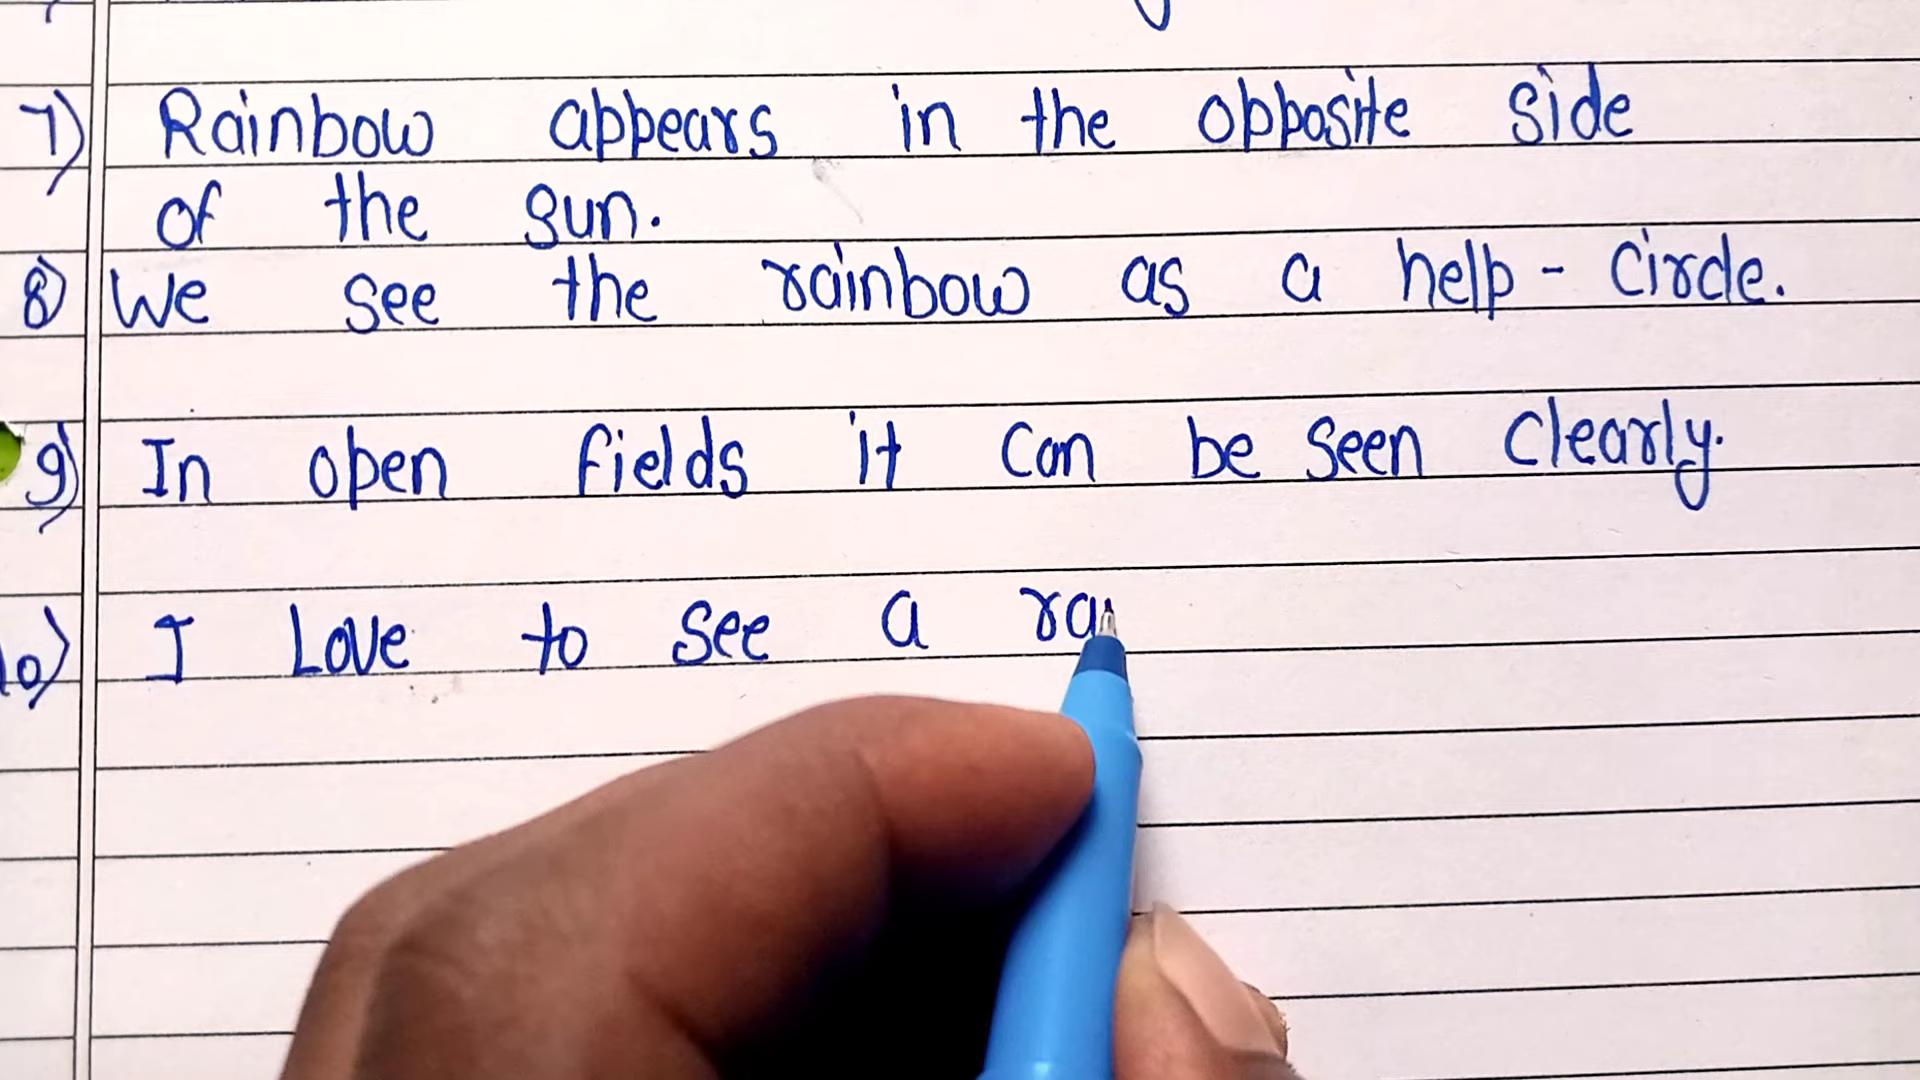 7) Rainbow appears in the opposite side
of the sun.
8) We see the rainbow as a help - Circle.
9) In open fields it can be seen Clearly.
10) I Love to see a ra